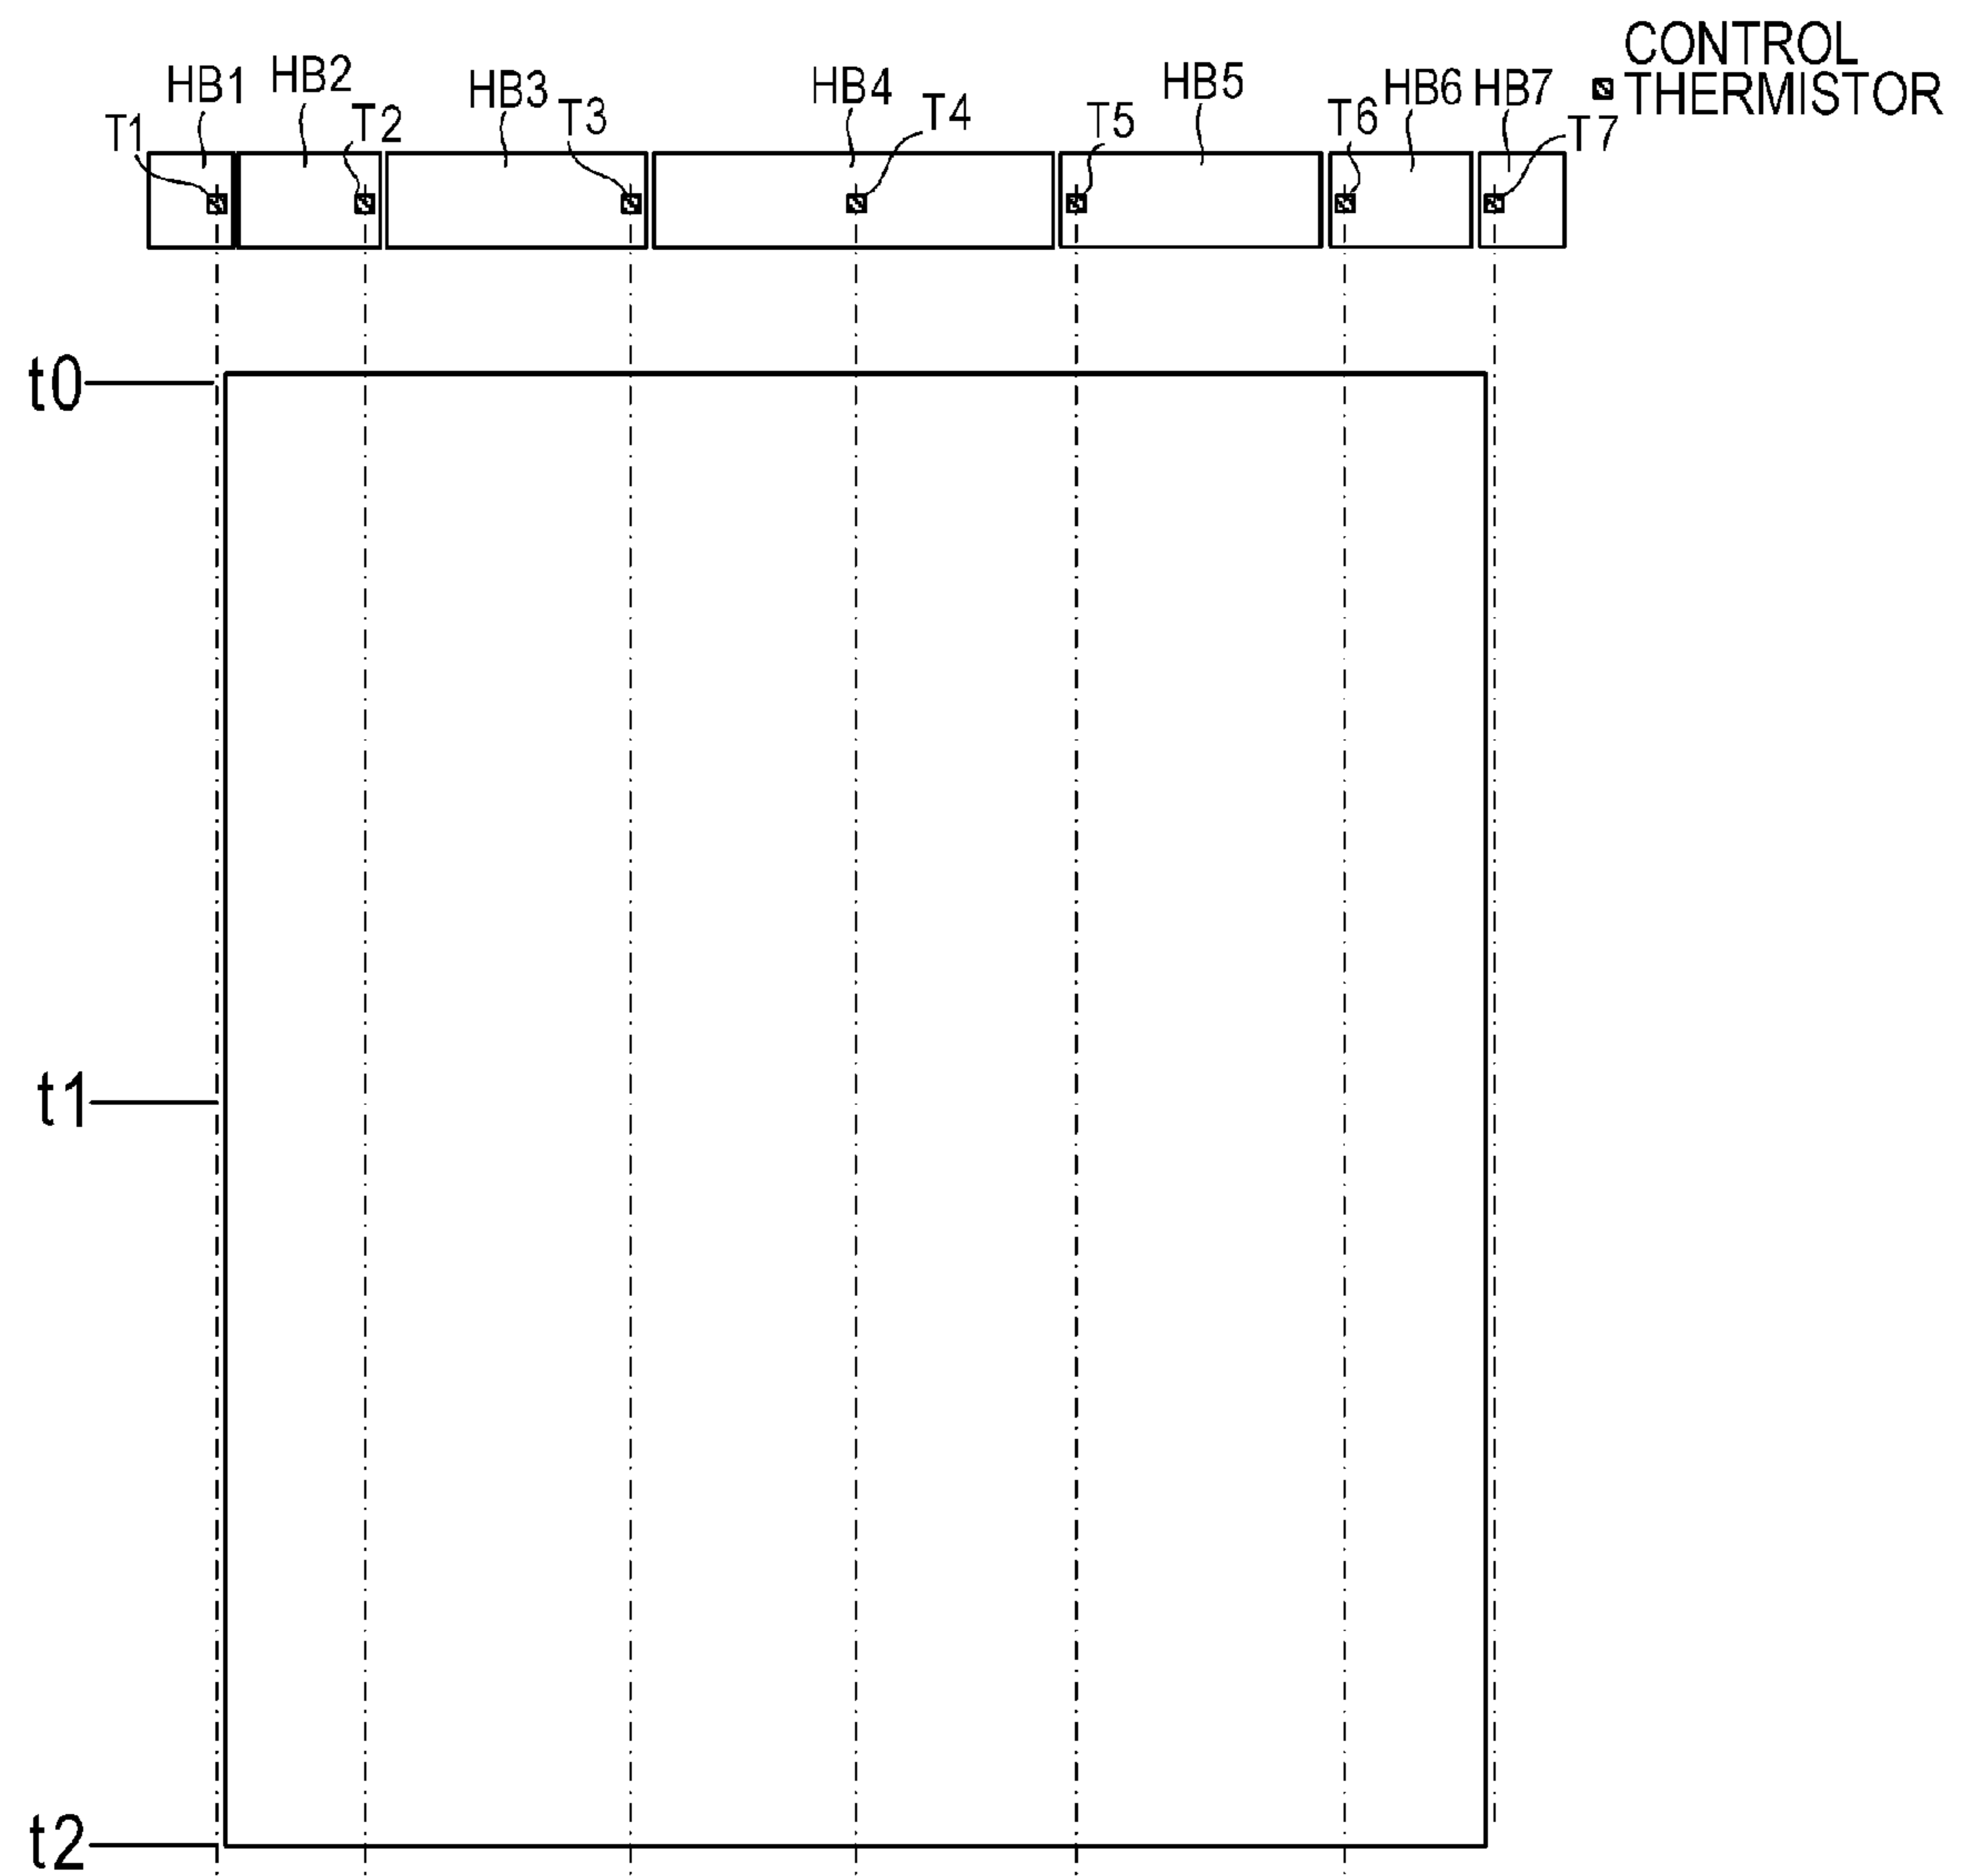 CONTROL
THERMISTOR
HB1
HB2
HB3
HB4
HB5
HB6
HB7
T1
T2
T3
T4
T5
T6
T7
t0
t1
t2